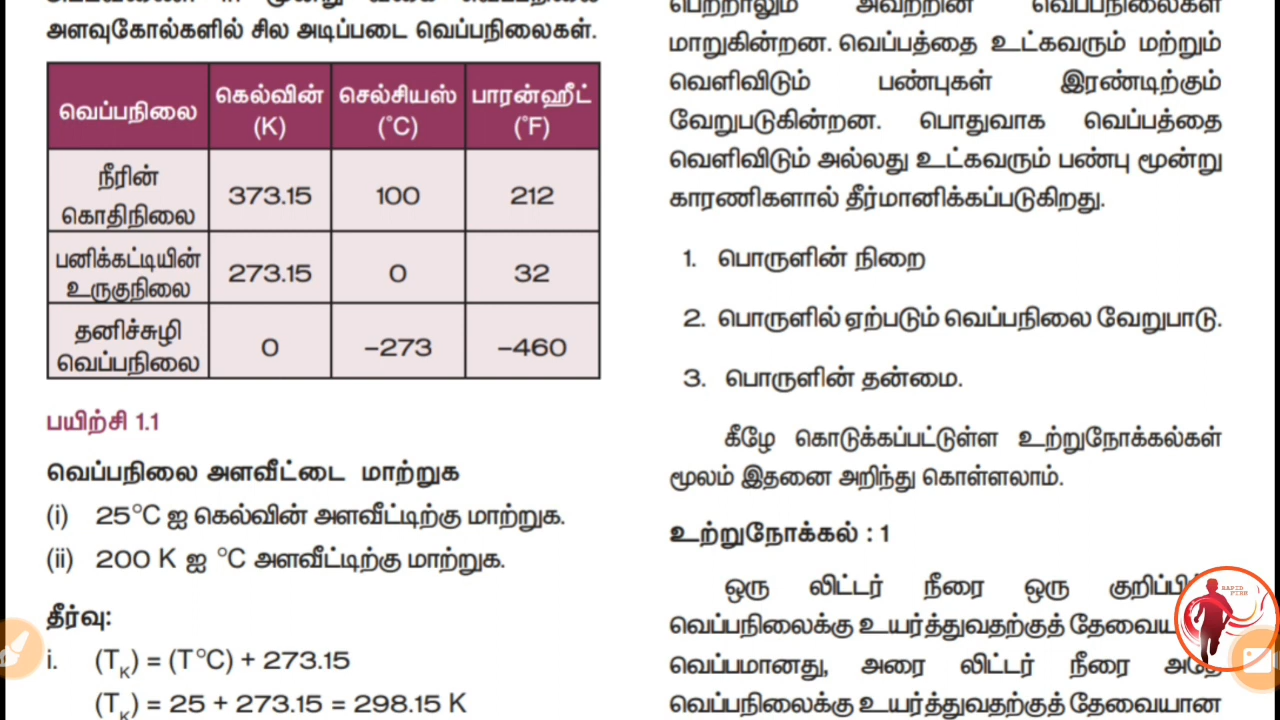 அளவுகோல்களில் சில அடிப்படை வெப்பநிலைகள்.
வெப்பநிலை கெல்வின் (K) செல்சியஸ் (°C) பாரன்ஹீட் (°F)
நீரின் கொதிநிலை 373.15 100 212
பனிக்கட்டியின் உருகுநிலை 273.15 0 32
தனிச்சுழி வெப்பநிலை 0 –273 –460
பயிற்சி 1.1
வெப்பநிலை அளவீட்டை மாற்றுக
(i) 25°C ஐ கெல்வின் அளவீட்டிற்கு மாற்றுக.
(ii) 200 K ஐ °C அளவீட்டிற்கு மாற்றுக.
தீர்வு:
i. (T_K) = (T°C) + 273.15
(T_K) = 25 + 273.15 = 298.15 K
பெற்றாலும் அவற்றின் வெப்பநிலைகள்
மாறுகின்றன. வெப்பத்தை உட்கவரும் மற்றும்
வெளிவிடும் பண்புகள் இரண்டிற்கும்
வேறுபடுகின்றன. பொதுவாக வெப்பத்தை
வெளிவிடும் அல்லது உட்கவரும் பண்பு மூன்று
காரணிகளால் தீர்மானிக்கப்படுகிறது.
1. பொருளின் நிறை
2. பொருளில் ஏற்படும் வெப்பநிலை வேறுபாடு.
3. பொருளின் தன்மை.
கீழே கொடுக்கப்பட்டுள்ள உற்றுநோக்கல்கள்
மூலம் இதனை அறிந்து கொள்ளலாம்.
உற்றுநோக்கல் : 1
ஒரு லிட்டர் நீரை ஒரு
வெப்பநிலைக்கு உயர்த்துவதற்குத்
வெப்பமானது, அரை லிட்டர் நீரை அதே
வெப்பநிலைக்கு உயர்த்துவதற்குத் தேவையான
RAPID
FIRE